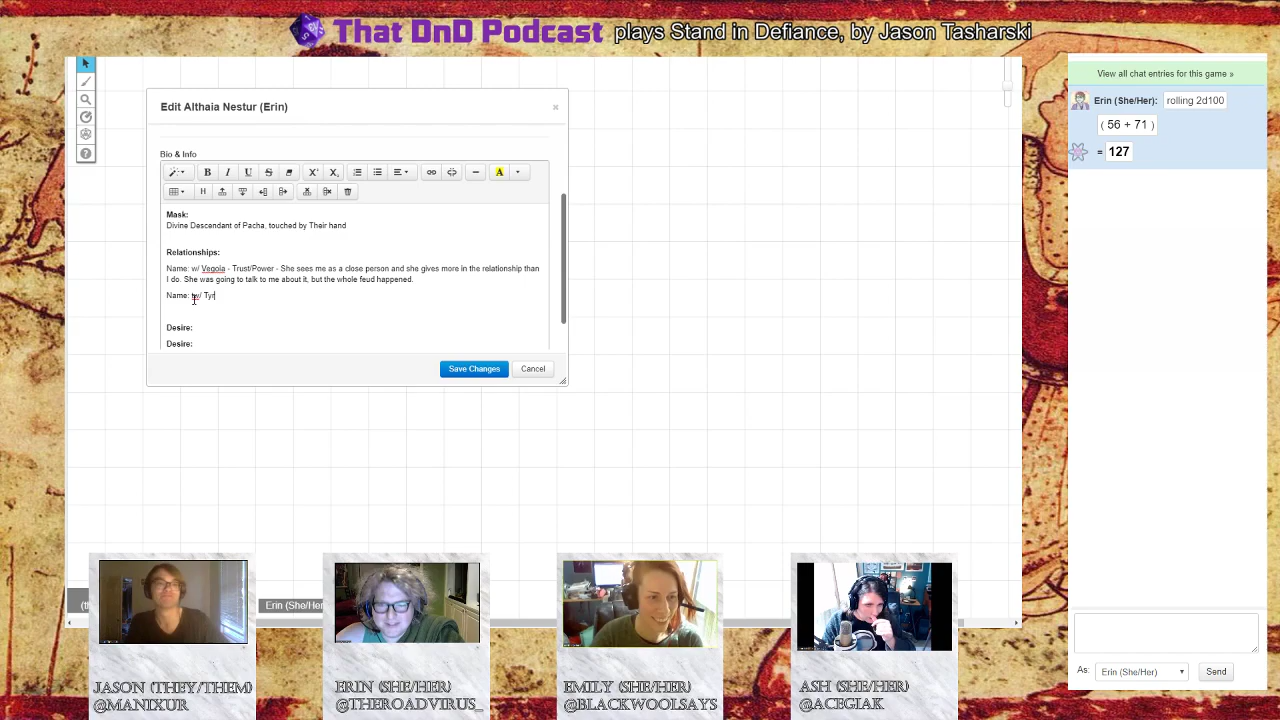 That DnD Podcast plays Stand in Defiance, by Jason Tasharski
Edit Althaia Nestur (Erin)
×
Bio & Info
B I U S
A
H
Mask:
Divine Descendant of Pacha, touched by Their hand
Relationships:
Name: w/ Vegoia - Trust/Power - She sees me as a close person and she gives more in the relationship than
I do. She was going to talk to me about it, but the whole feud happened.
Name: w/ Tyr
Desire:
Desire:
Save Changes
Cancel
View all chat entries for this game »
Erin (She/Her): rolling 2d100
( 56 + 71 )
= 127
As: Erin (She/Her) Send
Erin (She/Her
JASON (THEY/THEM)
@MANDUR
ERIN (SHE/HER)
@THEROADVIRUS_
EMILY (SHE/HER)
@BLACKWOOLSAYS
ASH (SHE/HER)
@ACEGIAK